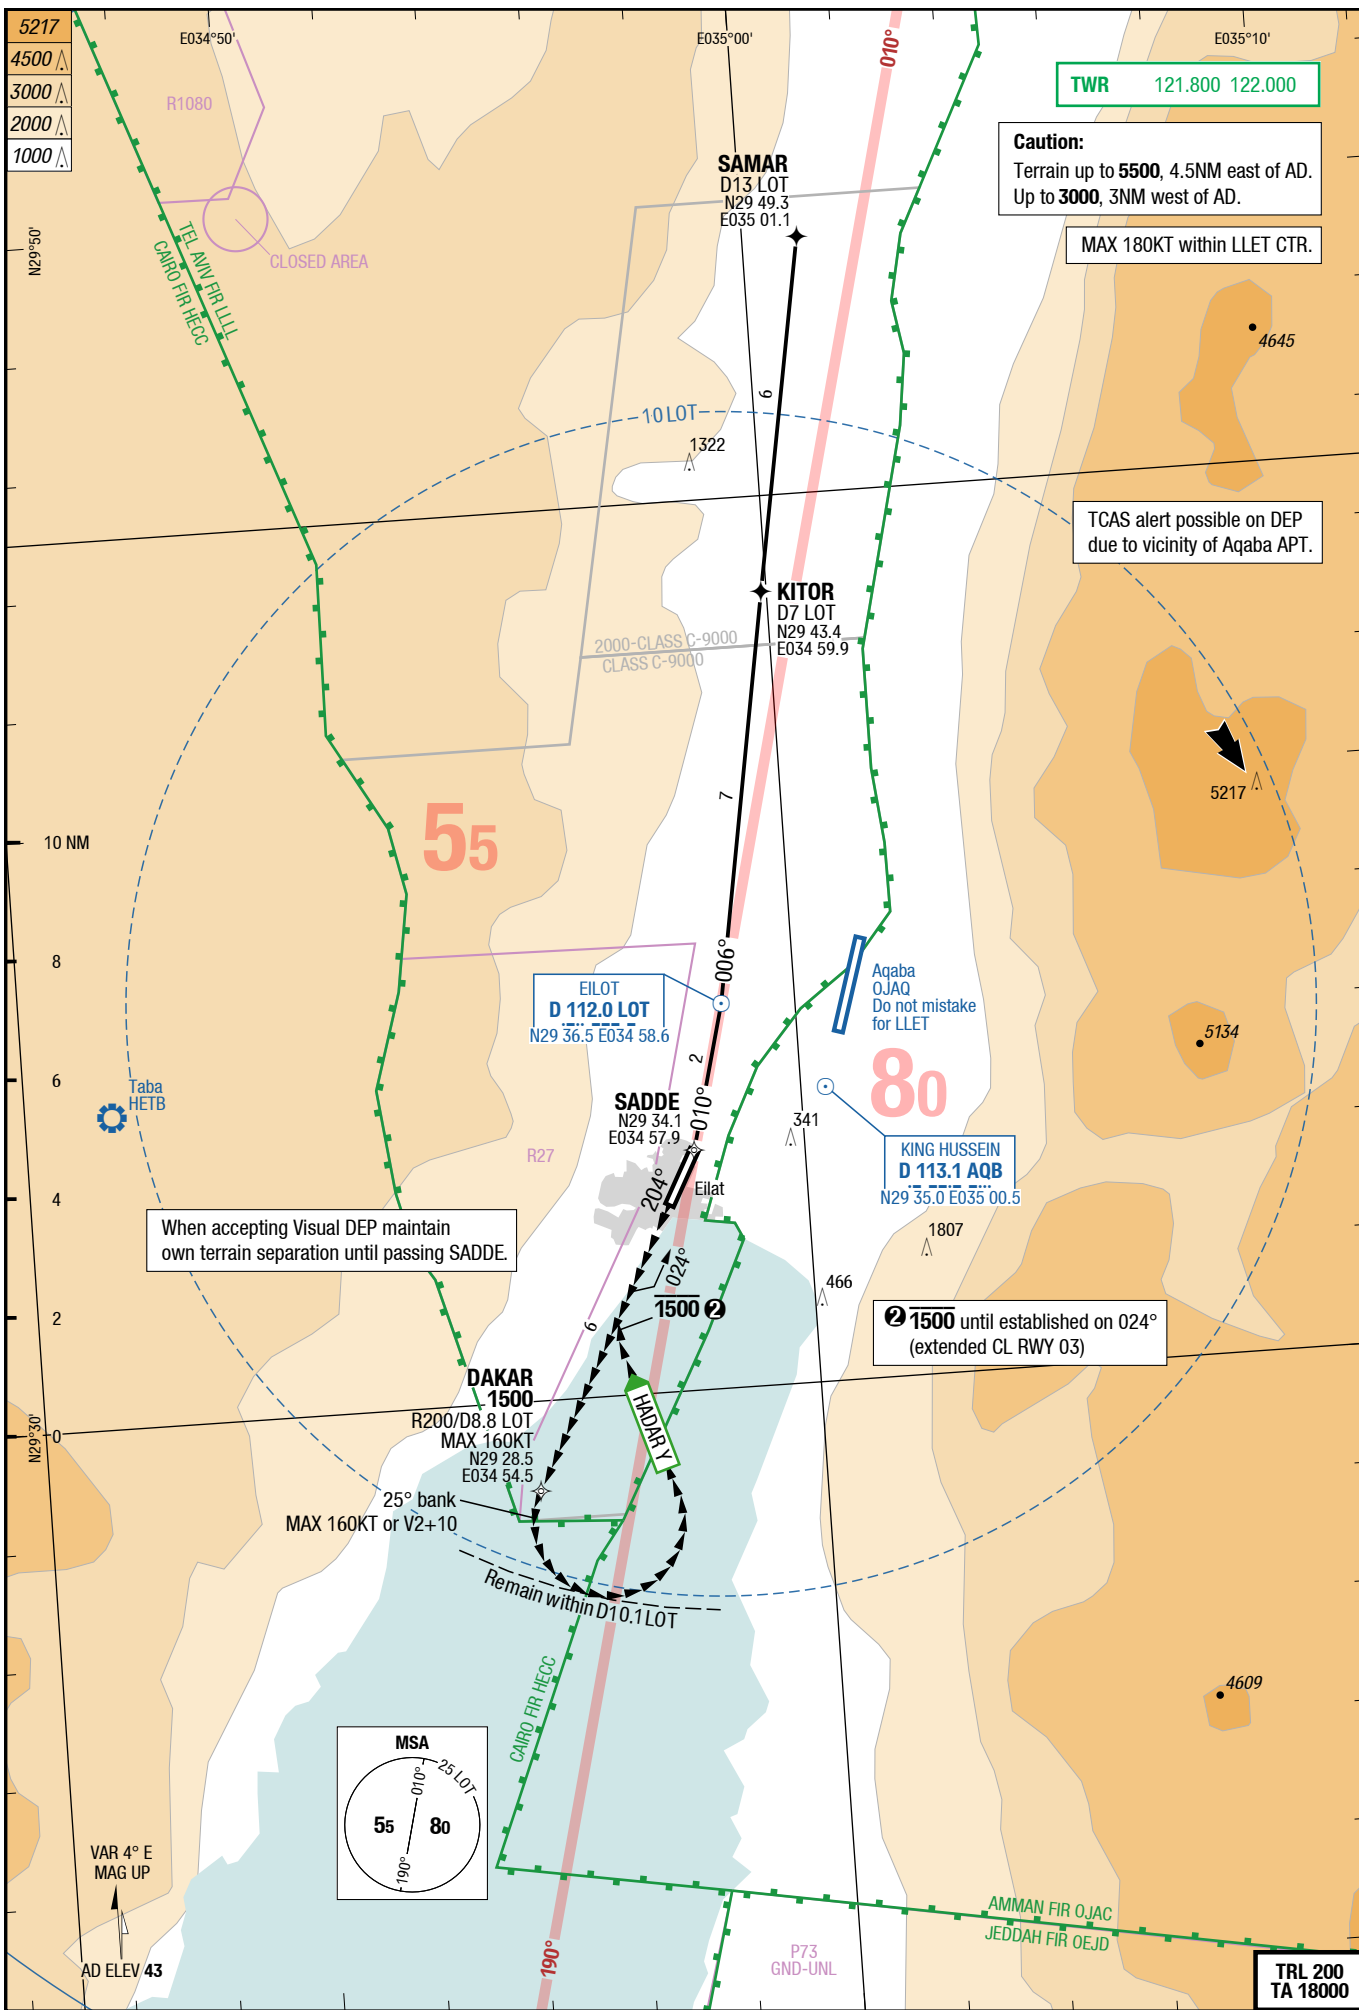 5217
4500
3000
2000
1000
E034°50'
E035°00'
E035°10'
010°
R1080
TWR 121.800 122.000
Caution:
Terrain up to 5500, 4.5NM east of AD.
Up to 3000, 3NM west of AD.
MAX 180KT within LLET CTR.
SAMAR
D13 LOT
N29 49.3
E035 01.1
N29°50'
TEL AVIV FIR LLLL
CAIRO FIR HECC
CLOSED AREA
4645
6
10 LOT
1322
TCAS alert possible on DEP
due to vicinity of Aqaba APT.
KITOR
D7 LOT
N29 43.4
E034 59.9
2000-CLASS C-9000
CLASS C-9000
5217
7
55
10 NM
8
6
4
2
0
006°
EILOT
D 112.0 LOT
N29 36.5 E034 58.6
Aqaba
OJAQ
Do not mistake
for LLET
5134
80
2
Taba
HETB
SADDE
N29 34.1
E034 57.9
010°
341
KING HUSSEIN
D 113.1 AQB
N29 35.0 E035 00.5
R27
204°
Eilat
When accepting Visual DEP maintain
own terrain separation until passing SADDE.
1807
024°
466
1500 2
2 1500 until established on 024°
(extended CL RWY 03)
6
DAKAR
1500
R200/D8.8 LOT
MAX 160KT
N29 28.5
E034 54.5
HADAR Y
N29°30'
25° bank
MAX 160KT or V2+10
Remain within D10.1 LOT
CAIRO FIR HECC
4609
MSA
010°
25 LOT
55 80
190°
VAR 4° E
MAG UP
AD ELEV 43
190°
AMMAN FIR OJAC
JEDDAH FIR OEJD
P73
GND-UNL
TRL 200
TA 18000